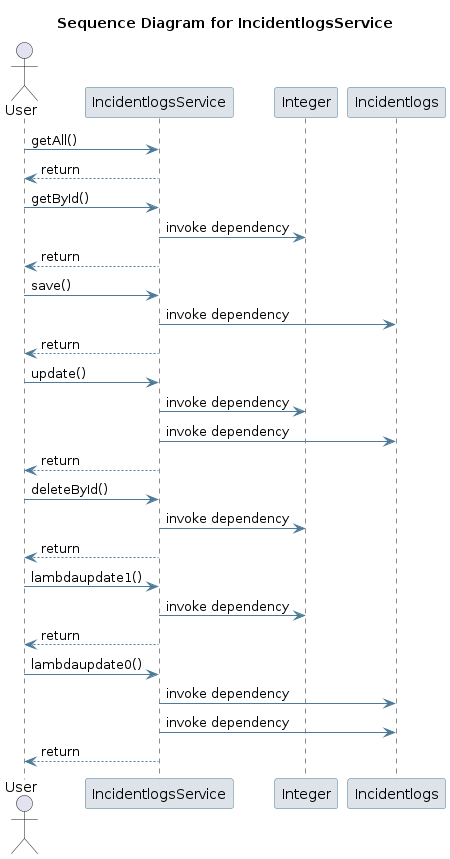 Sequence Diagram for IncidentlogsService
User
IncidentlogsService
Integer
Incidentlogs
getAll()
return
getById()
invoke dependency
return
save()
invoke dependency
return
update()
invoke dependency
invoke dependency
return
deleteById()
invoke dependency
return
lambdaupdate1()
invoke dependency
return
lambdaupdate0()
invoke dependency
invoke dependency
return
User
IncidentlogsService
Integer
Incidentlogs